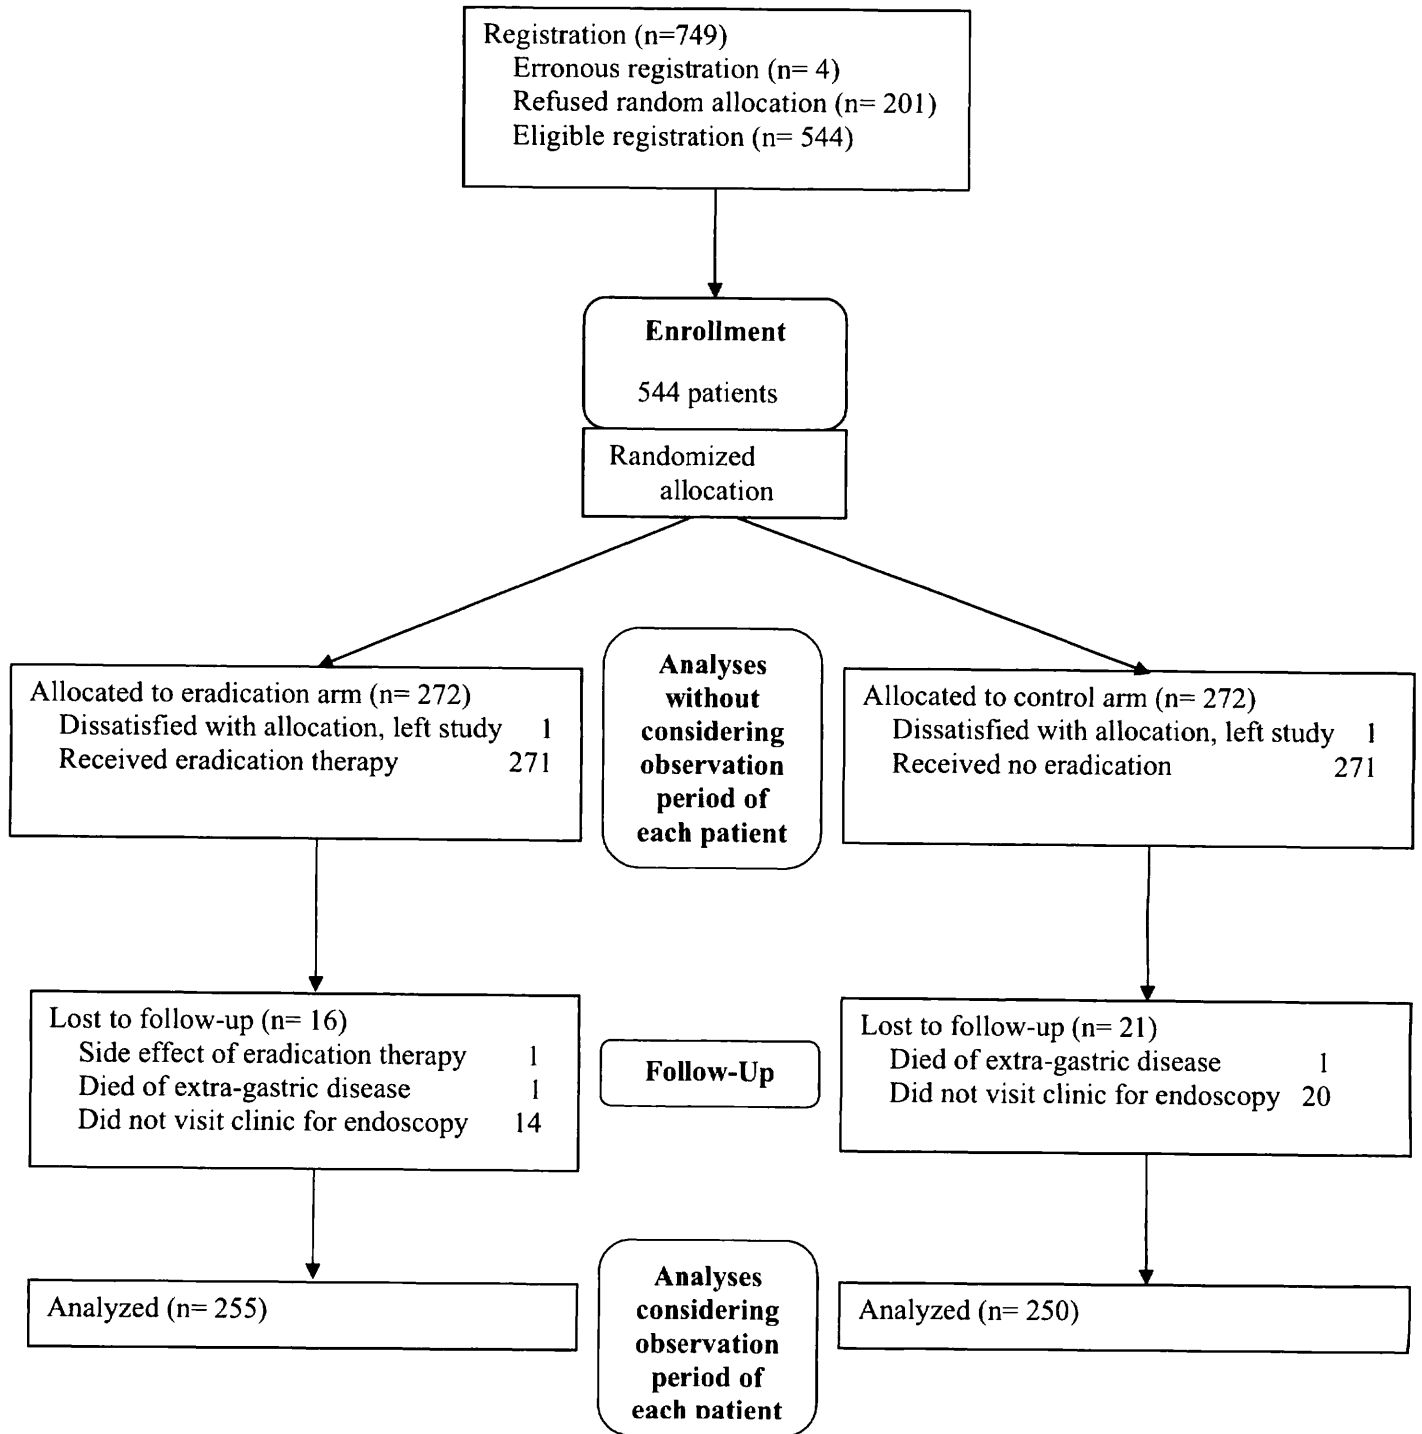 Registration (n=749)
Erronous registration (n= 4)
Refused random allocation (n= 201)
Eligible registration (n= 544)
Enrollment
544 patients
Randomized
allocation
Allocated to eradication arm (n= 272)
Dissatisfied with allocation, left study 1
Received eradication therapy 271
Analyses
without
considering
observation
period of
each patient
Allocated to control arm (n= 272)
Dissatisfied with allocation, left study 1
Received no eradication 271
Lost to follow-up (n= 16)
Side effect of eradication therapy 1
Died of extra-gastric disease 1
Did not visit clinic for endoscopy 14
Follow-Up
Lost to follow-up (n= 21)
Died of extra-gastric disease 1
Did not visit clinic for endoscopy 20
Analyzed (n= 255)
Analyses
considering
observation
period of
each patient
Analyzed (n= 250)